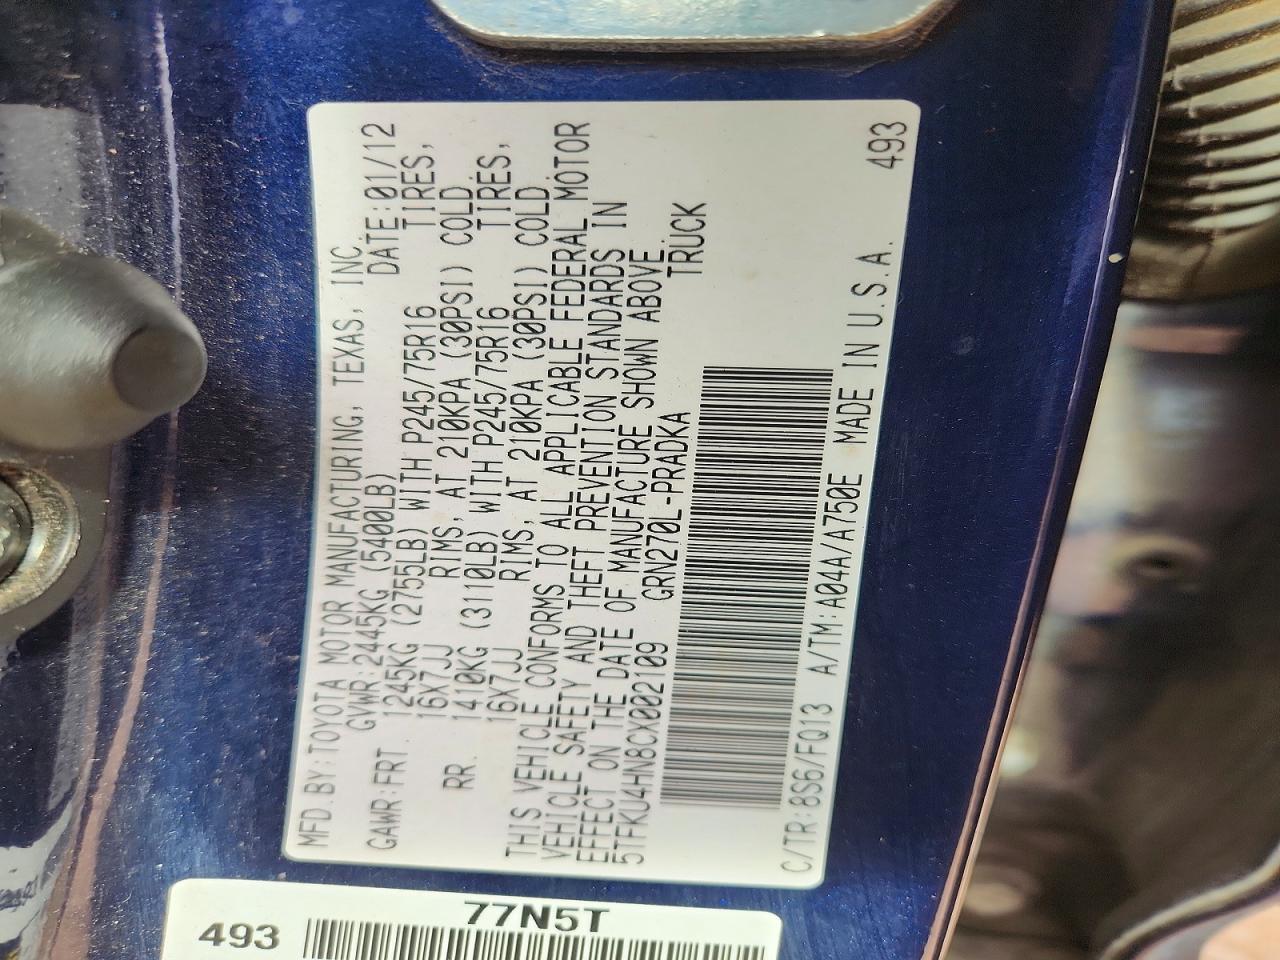 MFD.BY:TOYOTA MOTOR MANUFACTURING, TEXAS, INC.
GVWR:2445KG (5400LB) DATE:01/12
GAWR:FRT 1245KG (2755LB) WITH P245/75R16 TIRES,
16X7JJ RIMS, AT 210KPA (30PSI) COLD.
RR. 1410KG (3110LB) WITH P245/75R16 TIRES,
16X7JJ RIMS, AT 210KPA (30PSI) COLD.
THIS VEHICLE CONFORMS TO ALL APPLICABLE FEDERAL MOTOR
VEHICLE SAFETY AND THEFT PREVENTION STANDARDS IN
EFFECT ON THE DATE OF MANUFACTURE SHOWN ABOVE.
5TFKU4HN8CX002109 GRN270L-PRADKA TRUCK
C/TR:8S6/FQ13 A/TM:A04A/A750E MADE IN U.S.A. 493
77N5T
493